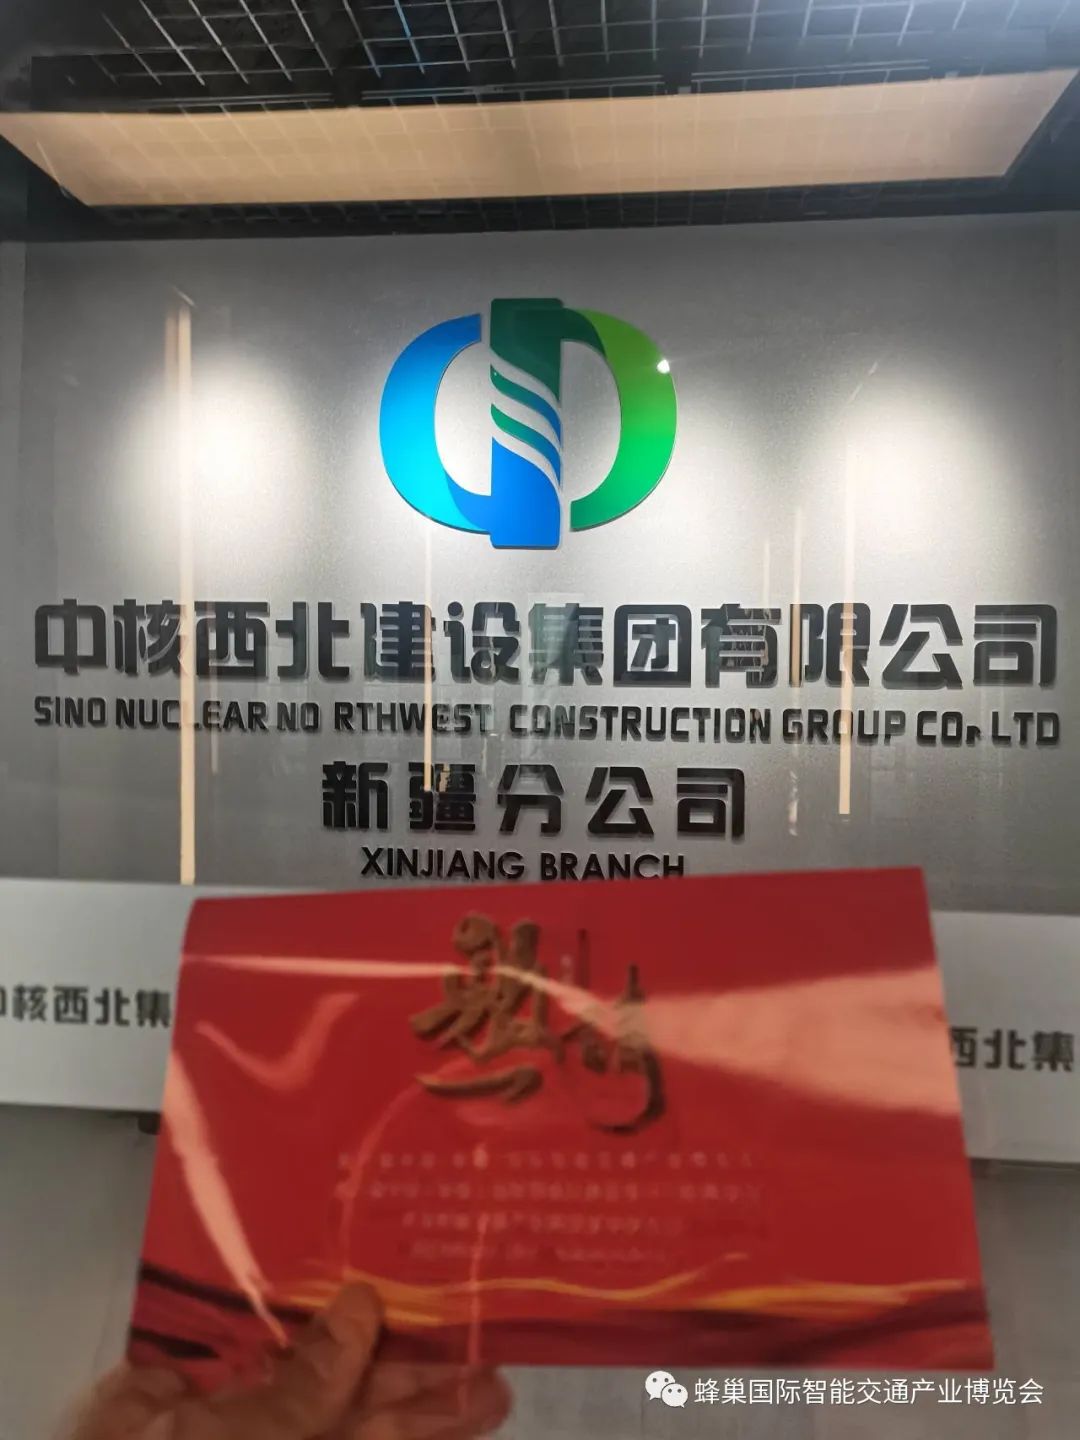 中核西北建设集团有限公司
SINO NUCLEAR NO RTHWEST CONSTRUCTION GROUP CO., LTD
新疆分公司
XINJIANG BRANCH
中核西北集
西北集
邀请
蜂巢国际智能交通产业博览会